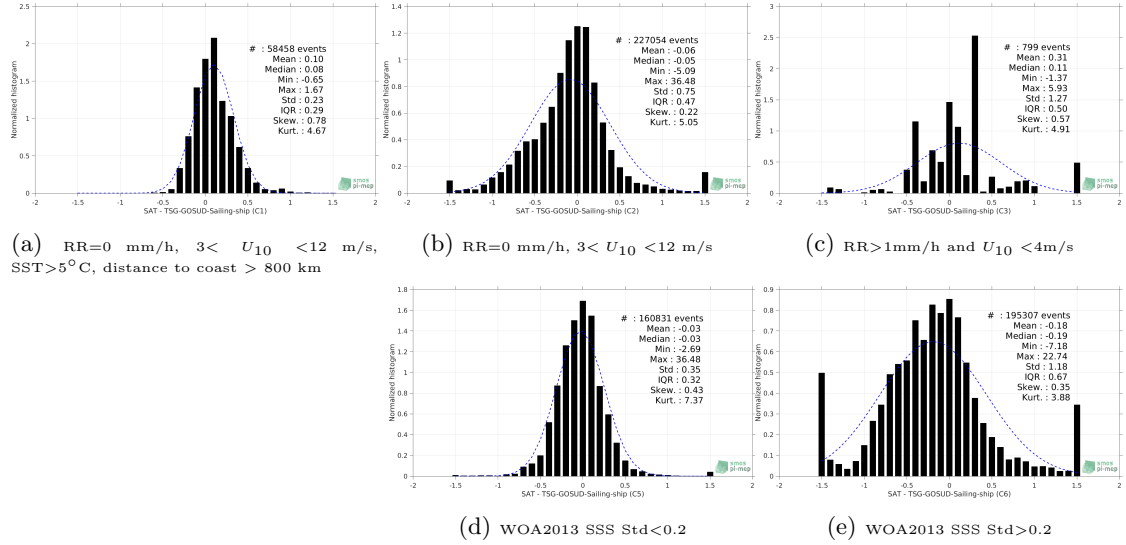 Normalized histogram
2.5
2
1.5
1
0.5
0
-2 -1.5 -1 -0.5 0 0.5 1 1.5 2
# : 58458 events
Mean : 0.10
Median : 0.08
Min : -0.65
Max : 1.67
Std : 0.23
IQR : 0.29
Skew. : 0.78
Kurt. : 4.67
smos
pi-mep
SAT - TSG-GOSUD-Sailing-ship (C1)
(a) RR=0 mm/h, 3< U10 <12 m/s,
SST>5°C, distance to coast > 800 km
Normalized histogram
1.4
1.2
1
0.8
0.6
0.4
0.2
0
-2 -1.5 -1 -0.5 0 0.5 1 1.5 2
# : 227054 events
Mean : -0.06
Median : -0.05
Min : -5.09
Max : 36.48
Std : 0.75
IQR : 0.47
Skew. : 0.22
Kurt. : 5.05
smos
pi-mep
SAT - TSG-GOSUD-Sailing-ship (C2)
(b) RR=0 mm/h, 3< U10 <12 m/s
Normalized histogram
3
2.5
2
1.5
1
0.5
0
-2 -1.5 -1 -0.5 0 0.5 1 1.5 2
# : 799 events
Mean : 0.31
Median : 0.11
Min : -1.37
Max : 5.93
Std : 1.27
IQR : 0.50
Skew. : 0.57
Kurt. : 4.91
smos
pi-mep
SAT - TSG-GOSUD-Sailing-ship (C3)
(c) RR>1mm/h and U10 <4m/s
Normalized histogram
1.8
1.6
1.4
1.2
1
0.8
0.6
0.4
0.2
0
-2 -1.5 -1 -0.5 0 0.5 1 1.5 2
# : 160831 events
Mean : -0.03
Median : -0.03
Min : -2.69
Max : 36.48
Std : 0.35
IQR : 0.32
Skew. : 0.43
Kurt. : 7.37
smos
pi-mep
SAT - TSG-GOSUD-Sailing-ship (C5)
(d) WOA2013 SSS Std<0.2
Normalized histogram
0.9
0.8
0.7
0.6
0.5
0.4
0.3
0.2
0.1
0
-2 -1.5 -1 -0.5 0 0.5 1 1.5 2
# : 195307 events
Mean : -0.18
Median : -0.19
Min : -7.18
Max : 22.74
Std : 1.18
IQR : 0.67
Skew. : 0.35
Kurt. : 3.88
smos
pi-mep
SAT - TSG-GOSUD-Sailing-ship (C6)
(e) WOA2013 SSS Std>0.2